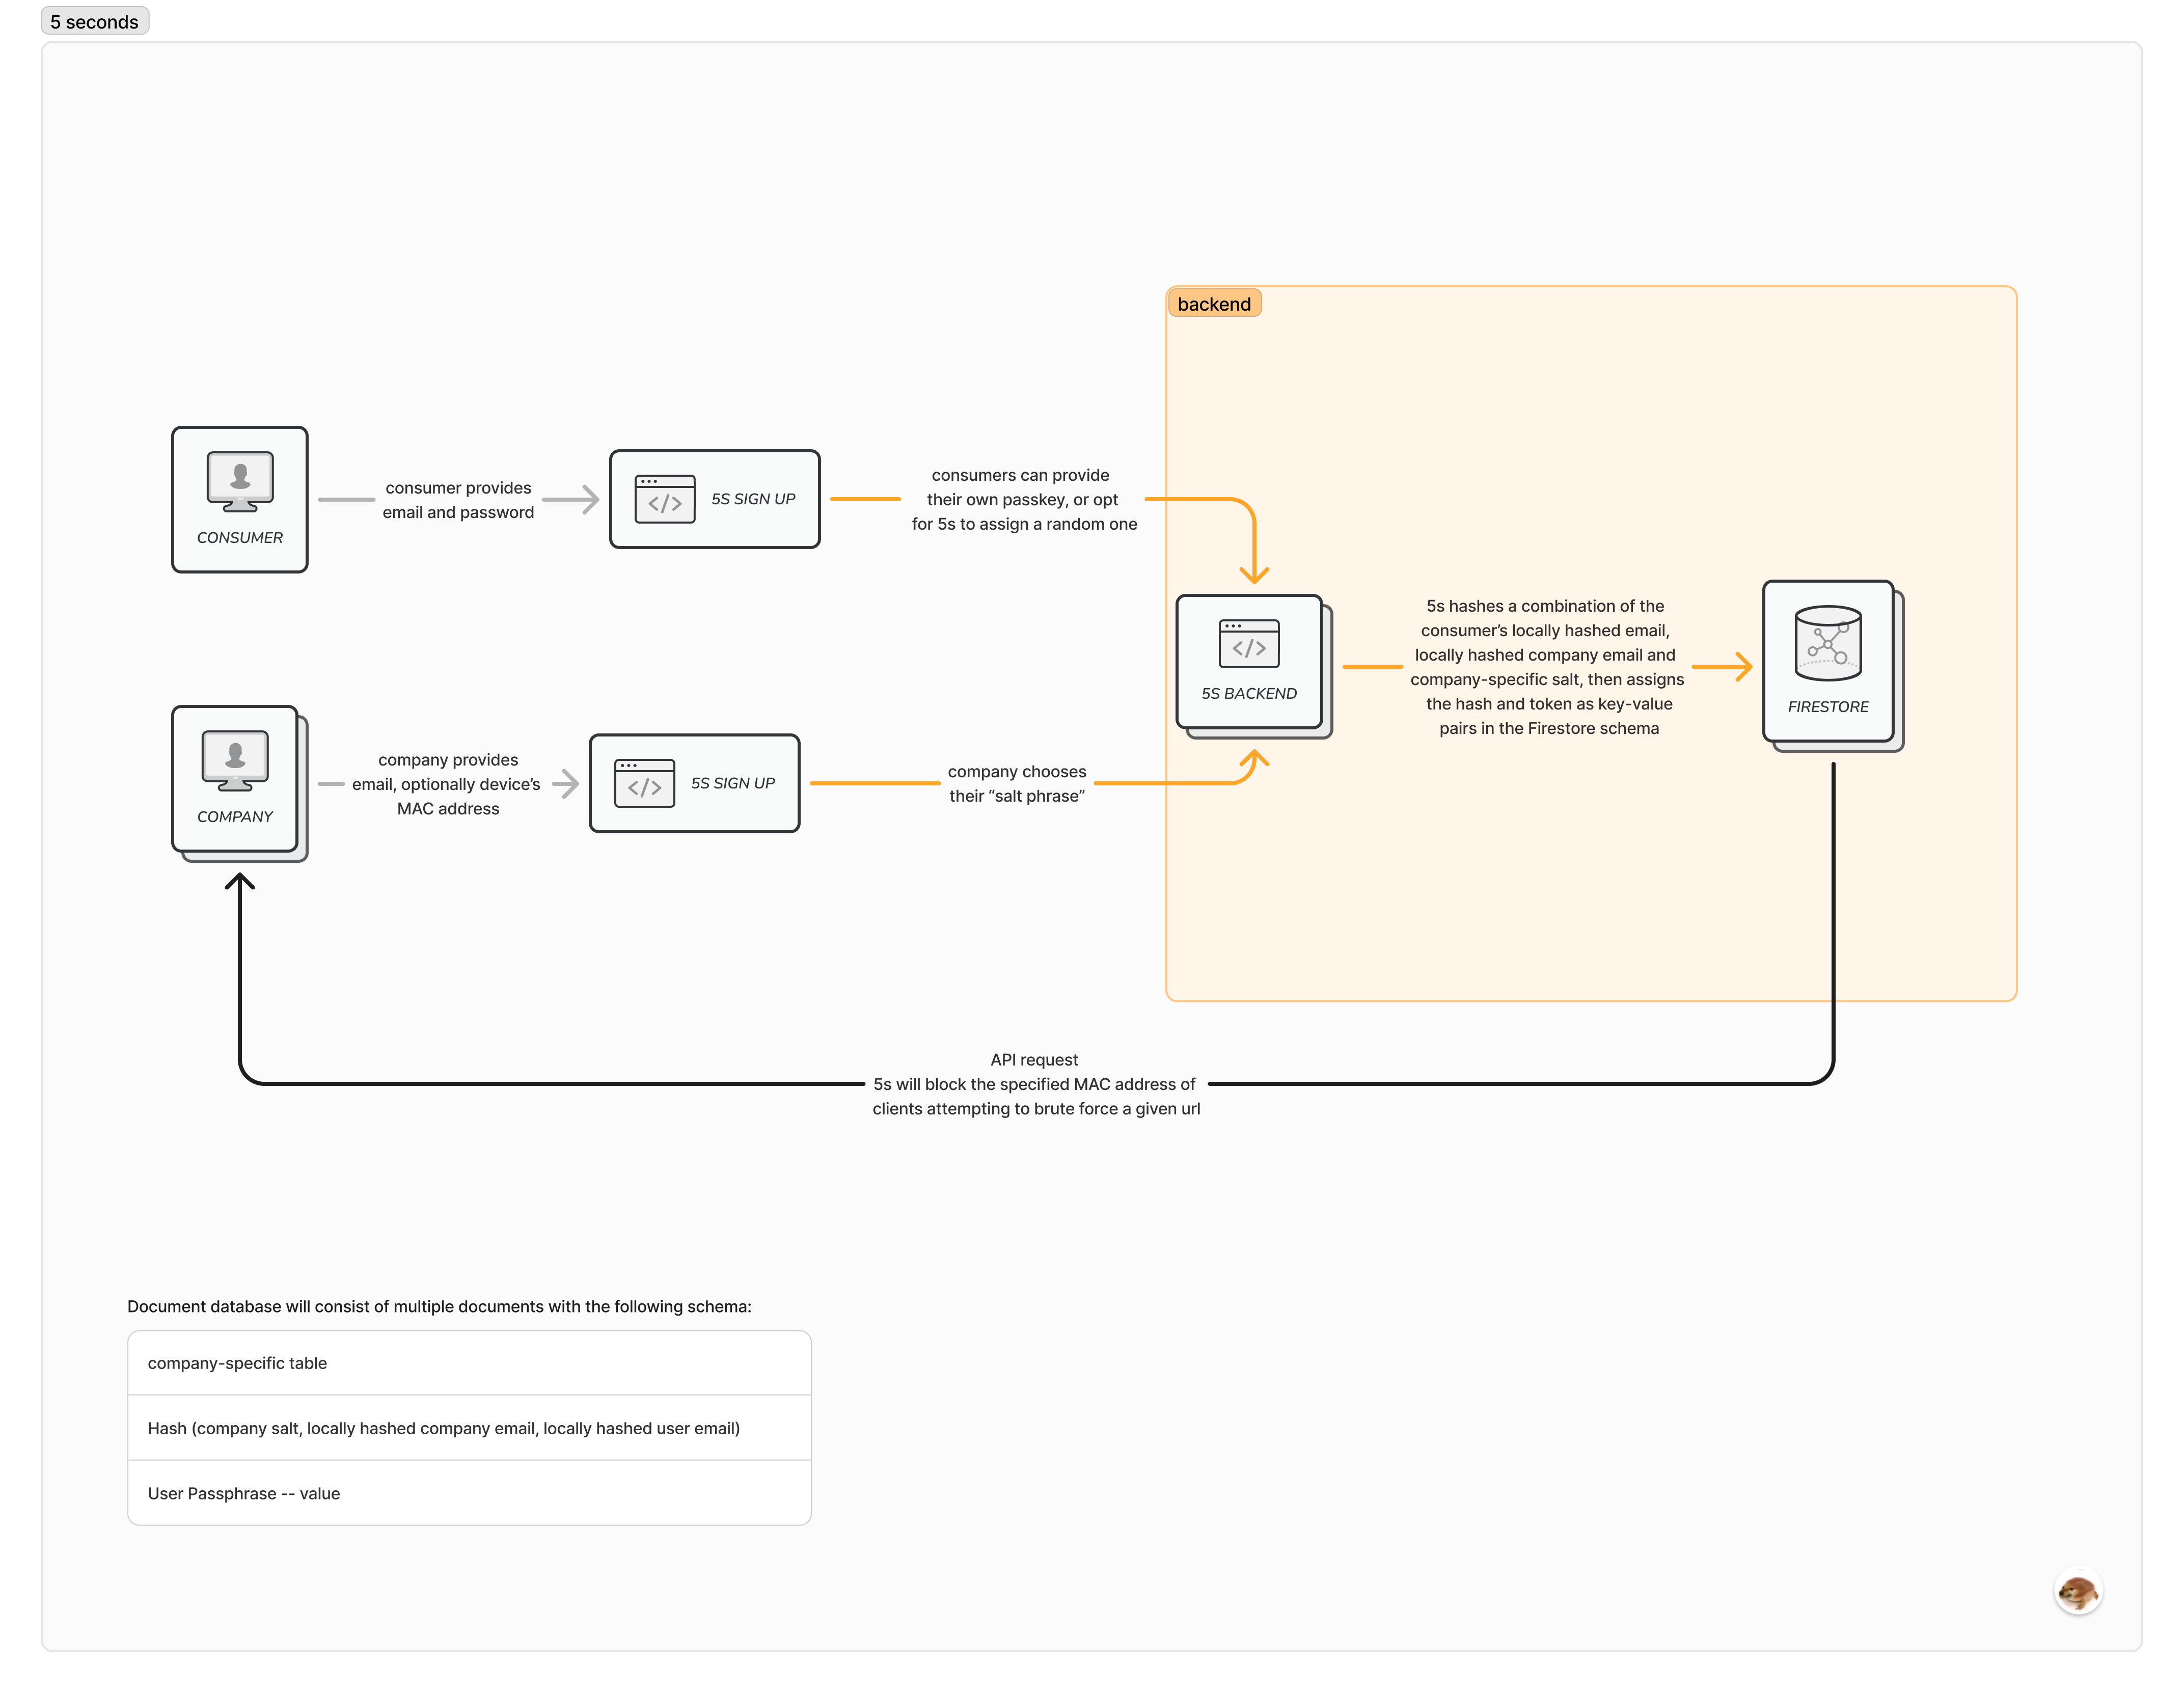 5 seconds
backend
consumer provides
email and password
CONSUMER
5S SIGN UP
consumers can provide
their own passkey, or opt
for 5s to assign a random one
company provides
email, optionally device’s
MAC address
COMPANY
5S SIGN UP
company chooses
their “salt phrase”
5S BACKEND
5s hashes a combination of the
consumer’s locally hashed email,
locally hashed company email and
company-specific salt, then assigns
the hash and token as key-value
pairs in the Firestore schema
FIRESTORE
API request
5s will block the specified MAC address of
clients attempting to brute force a given url
Document database will consist of multiple documents with the following schema:
company-specific table
Hash (company salt, locally hashed company email, locally hashed user email)
User Passphrase -- value